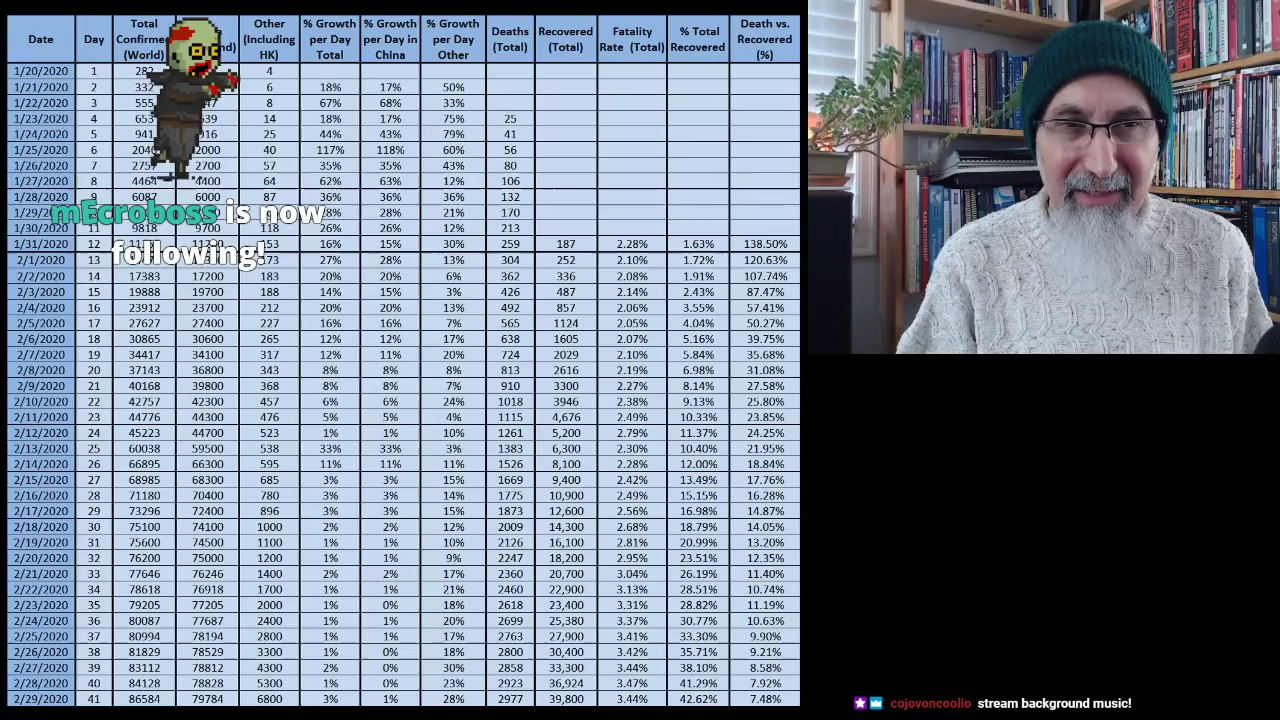 Date Day Total Confirmed (World) Other (Including HK) % Growth per Day Total % Growth per Day in China % Growth per Day Other Deaths (Total) Recovered (Total) Fatality Rate (Total) % Total Recovered Death vs. Recovered (%)
1/20/2020 1 282 4
1/21/2020 2 332 6 18% 17% 50%
1/22/2020 3 555 8 67% 68% 33%
1/23/2020 4 653 639 14 18% 17% 75% 25
1/24/2020 5 941 916 25 44% 43% 79% 41
1/25/2020 6 2040 2000 40 117% 118% 60% 56
1/26/2020 7 2757 2700 57 35% 35% 43% 80
1/27/2020 8 4464 4400 64 62% 63% 12% 106
1/28/2020 9 6087 6000 87 36% 36% 36% 132
mEcroboss is now
1/29/2020 28% 21% 170
1/30/2020 11 9818 9700 118 26% 26% 12% 213
1/31/2020 12 153 16% 15% 30% 259 187 2.28% 1.63% 138.50%
following!
2/1/2020 13 173 27% 28% 13% 304 252 2.10% 1.72% 120.63%
2/2/2020 14 17383 17200 183 20% 20% 6% 362 336 2.08% 1.91% 107.74%
2/3/2020 15 19888 19700 188 14% 15% 3% 426 487 2.14% 2.43% 87.47%
2/4/2020 16 23912 23700 212 20% 20% 13% 492 857 2.06% 3.55% 57.41%
2/5/2020 17 27627 27400 227 16% 16% 7% 565 1124 2.05% 4.04% 50.27%
2/6/2020 18 30865 30600 265 12% 12% 17% 638 1605 2.07% 5.16% 39.75%
2/7/2020 19 34417 34100 317 12% 11% 20% 724 2029 2.10% 5.84% 35.68%
2/8/2020 20 37143 36800 343 8% 8% 8% 813 2616 2.19% 6.98% 31.08%
2/9/2020 21 40168 39800 368 8% 8% 7% 910 3300 2.27% 8.14% 27.58%
2/10/2020 22 42757 42300 457 6% 6% 24% 1018 3946 2.38% 9.13% 25.80%
2/11/2020 23 44776 44300 476 5% 5% 4% 1115 4,676 2.49% 10.33% 23.85%
2/12/2020 24 45223 44700 523 1% 1% 10% 1261 5,200 2.79% 11.37% 24.25%
2/13/2020 25 60038 59500 538 33% 33% 3% 1383 6,300 2.30% 10.40% 21.95%
2/14/2020 26 66895 66300 595 11% 11% 11% 1526 8,100 2.28% 12.00% 18.84%
2/15/2020 27 68985 68300 685 3% 3% 15% 1669 9,400 2.42% 13.49% 17.76%
2/16/2020 28 71180 70400 780 3% 3% 14% 1775 10,900 2.49% 15.15% 16.28%
2/17/2020 29 73296 72400 896 3% 3% 15% 1873 12,600 2.56% 16.98% 14.87%
2/18/2020 30 75100 74100 1000 2% 2% 12% 2009 14,300 2.68% 18.79% 14.05%
2/19/2020 31 75600 74500 1100 1% 1% 10% 2126 16,100 2.81% 20.99% 13.20%
2/20/2020 32 76200 75000 1200 1% 1% 9% 2247 18,200 2.95% 23.51% 12.35%
2/21/2020 33 77646 76246 1400 2% 2% 17% 2360 20,700 3.04% 26.19% 11.40%
2/22/2020 34 78618 76918 1700 1% 1% 21% 2460 22,900 3.13% 28.51% 10.74%
2/23/2020 35 79205 77205 2000 1% 0% 18% 2618 23,400 3.31% 28.82% 11.19%
2/24/2020 36 80087 77687 2400 1% 1% 20% 2699 25,380 3.37% 30.77% 10.63%
2/25/2020 37 80994 78194 2800 1% 1% 17% 2763 27,900 3.41% 33.30% 9.90%
2/26/2020 38 81829 78529 3300 1% 0% 18% 2800 30,400 3.42% 35.71% 9.21%
2/27/2020 39 83112 78812 4300 2% 0% 30% 2858 33,300 3.44% 38.10% 8.58%
2/28/2020 40 84128 78828 5300 1% 0% 23% 2923 36,924 3.47% 41.29% 7.92%
2/29/2020 41 86584 79784 6800 3% 1% 28% 2977 39,800 3.44% 42.62% 7.48%
cojovoncoolio stream background music!